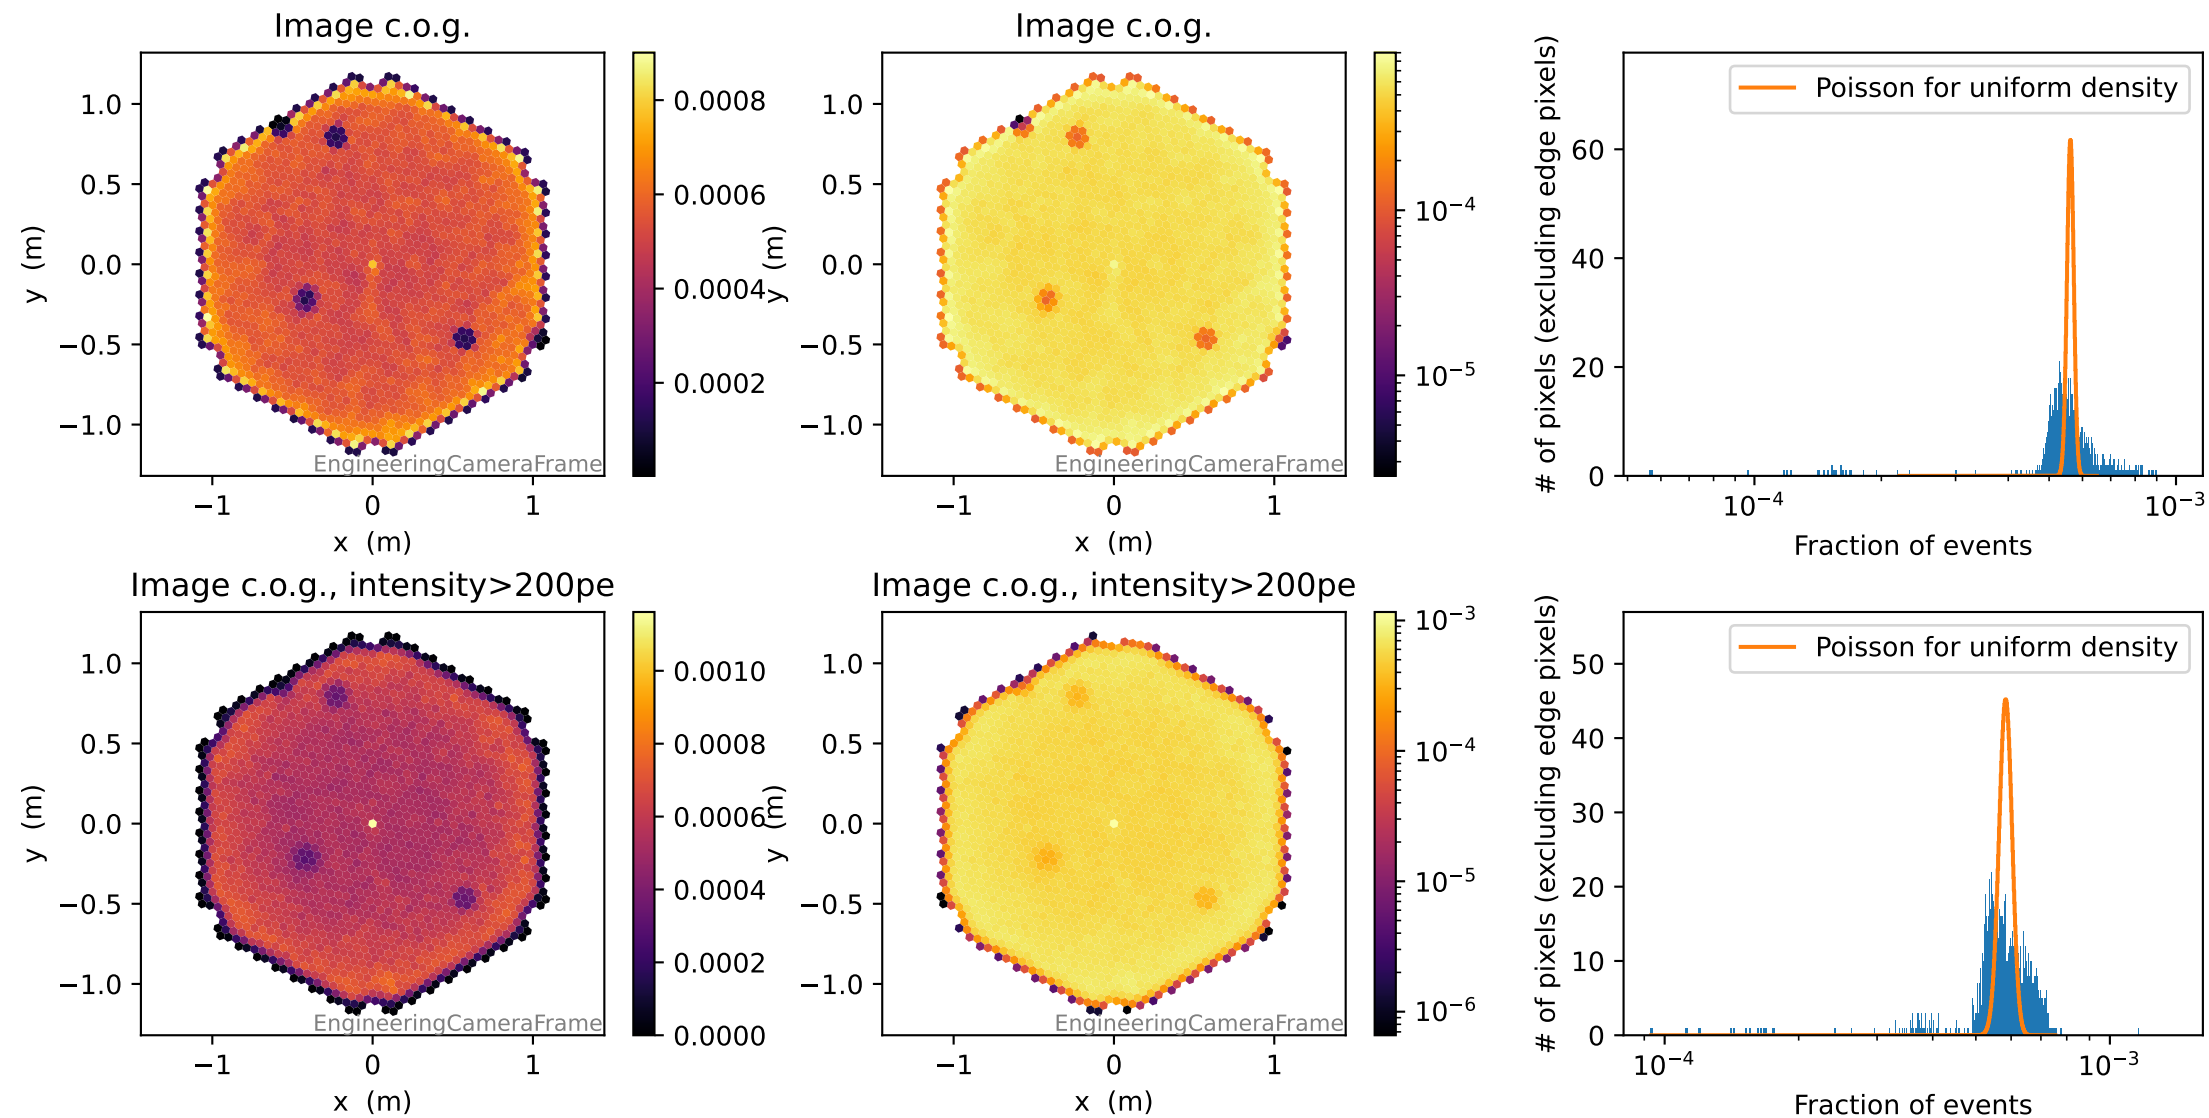 Image c.o.g.
y (m)
1.0
0.5
0.0
−0.5
−1.0
−1
0
1
x (m)
EngineeringCameraFrame
0.0008
0.0006
0.0004
0.0002
Image c.o.g.
y (m)
1.0
0.5
0.0
−0.5
−1.0
−1
0
1
x (m)
EngineeringCameraFrame
10⁻⁴
10⁻⁵
# of pixels (excluding edge pixels)
60
40
20
0
Poisson for uniform density
10⁻⁴
10⁻³
Fraction of events
Image c.o.g., intensity>200pe
y (m)
1.0
0.5
0.0
−0.5
−1.0
−1
0
1
x (m)
EngineeringCameraFrame
0.0010
0.0008
0.0006
0.0004
0.0002
0.0000
Image c.o.g., intensity>200pe
y (m)
1.0
0.5
0.0
−0.5
−1.0
−1
0
1
x (m)
EngineeringCameraFrame
10⁻³
10⁻⁴
10⁻⁵
10⁻⁶
# of pixels (excluding edge pixels)
50
40
30
20
10
0
Poisson for uniform density
10⁻⁴
10⁻³
Fraction of events